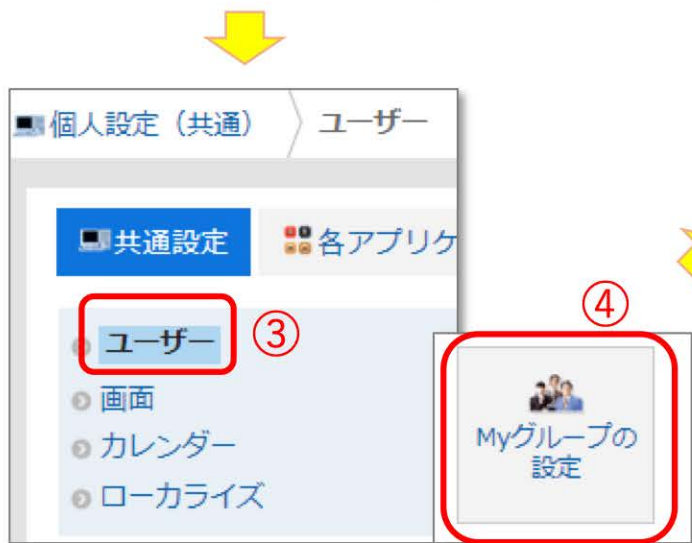 個人設定（共通） ユーザー
共通設定 各アプリケ
ユーザー ③
画面
カレンダー
ローカライズ
④
Myグループの
設定